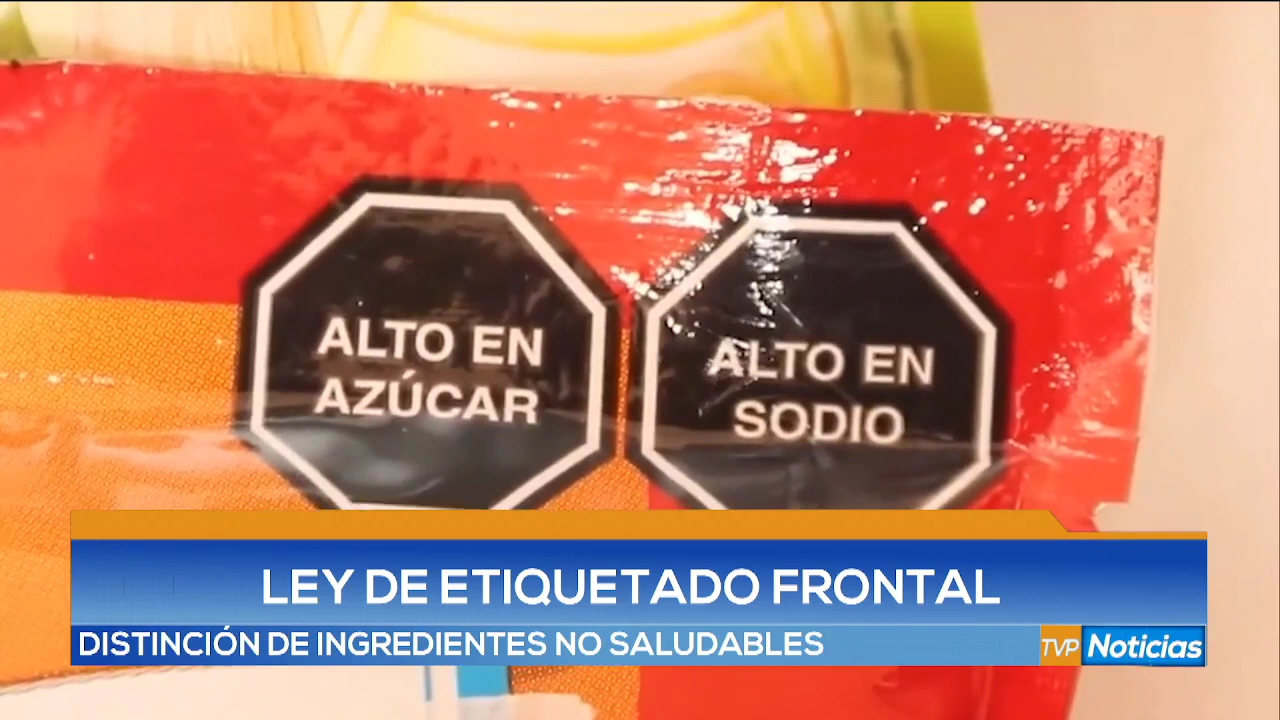 ALTO EN
AZÚCAR
ALTO EN
SODIO
LEY DE ETIQUETADO FRONTAL
DISTINCIÓN DE INGREDIENTES NO SALUDABLES
TVP Noticias